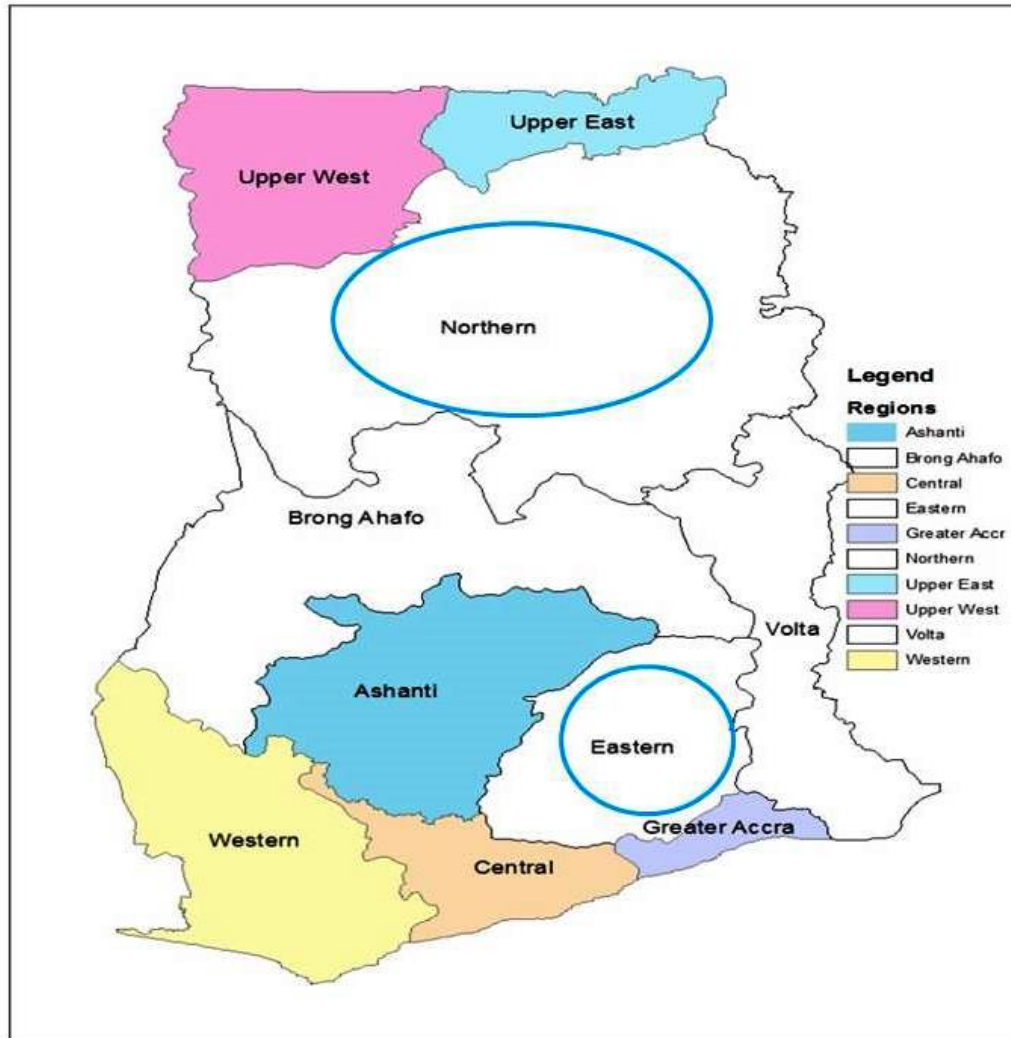 Upper East
Upper West
Northern
Brong Ahafo
Volta
Ashanti
Eastern
Greater Accra
Western
Central
Legend
Regions
Ashanti
Brong Ahafo
Central
Eastern
Greater Accr
Northern
Upper East
Upper West
Volta
Western